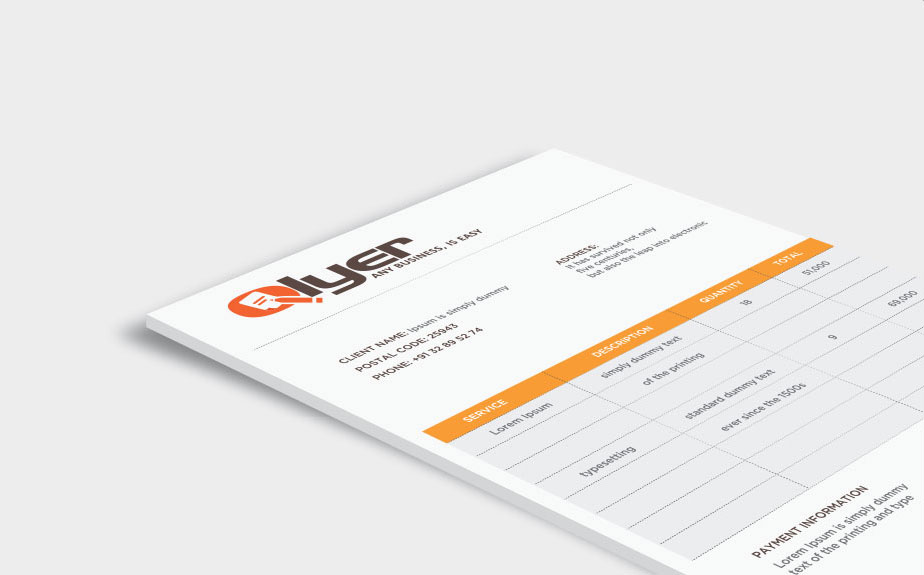 Qlyer
ANY BUSINESS, IS EASY
CLIENT NAME: Ipsum is simply dummy
POSTAL CODE: 25943
PHONE: +91 32 89 52 74
ADDRESS:
It has survived not only
five centuries,
but also the leap into electronic
SERVICE DESCRIPTION QUANTITY TOTAL
Lorem Ipsum simply dummy text 18 51,000
of the printing
typesetting standard dummy text 9 69,000
ever since the 1500s
PAYMENT INFORMATION
Lorem Ipsum is simply dummy
text of the printing and type